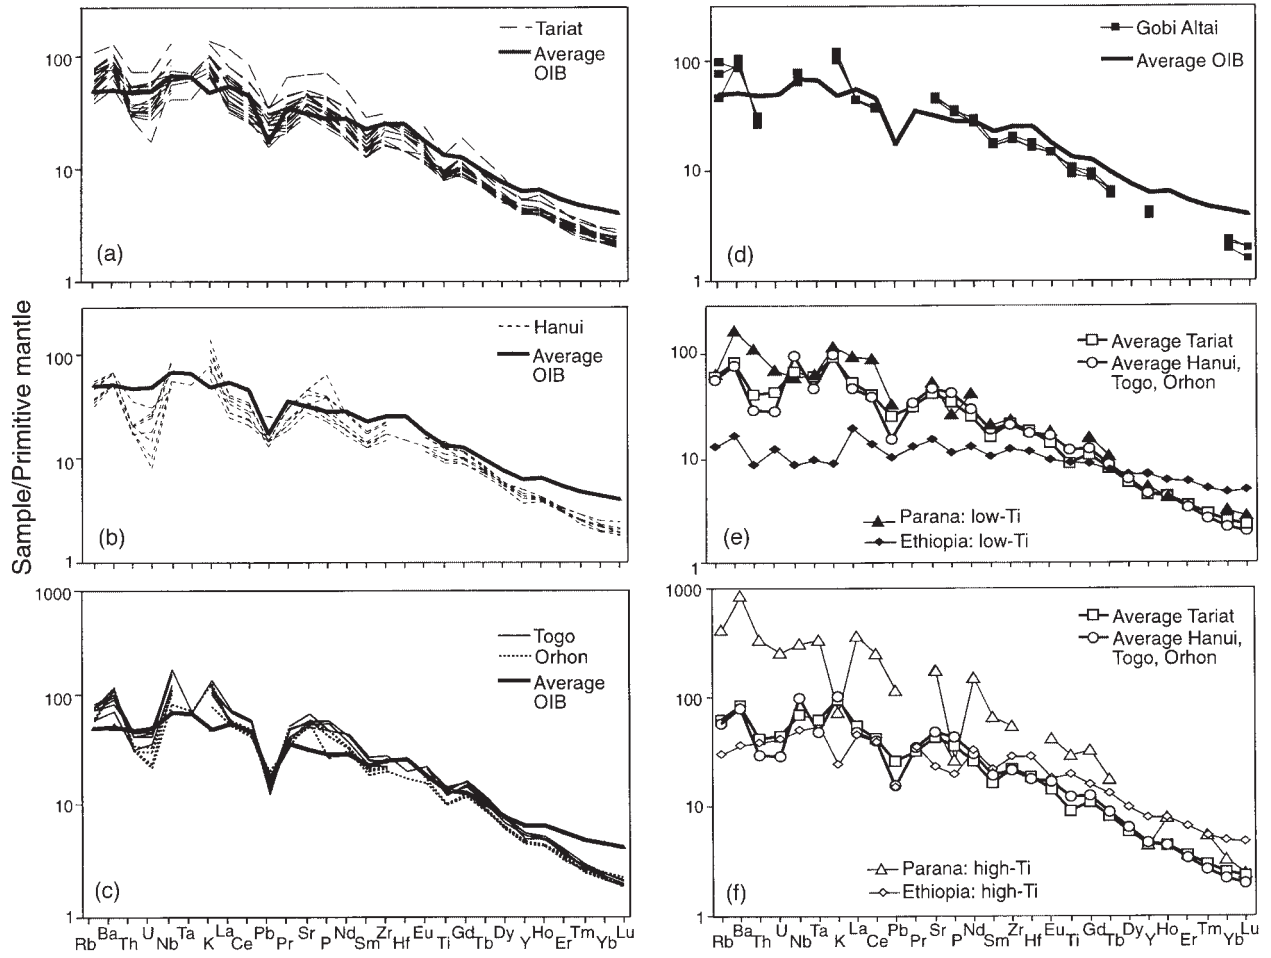 Sample/Primitive mantle
100
10
1
Tariat
Average
OIB
(a)
100
10
1
Hanui
Average
OIB
(b)
1000
100
10
1
Togo
Orhon
Average
OIB
(c)
Rb Ba Th U Nb Ta K La Ce Pb Pr Sr P Nd Sm Zr Hf Eu Ti Gd Tb Dy Y Ho Er Tm Yb Lu
100
10
1
Gobi Altai
Average OIB
(d)
100
10
1
Average Tariat
Average Hanui,
Togo, Orhon
Parana: low-Ti
Ethiopia: low-Ti
(e)
1000
100
10
1
Average Tariat
Average Hanui,
Togo, Orhon
Parana: high-Ti
Ethiopia: high-Ti
(f)
Rb Ba Th U Nb Ta K La Ce Pb Pr Sr P Nd Sm Zr Hf Eu Ti Gd Tb Dy Y Ho Er Tm Yb Lu